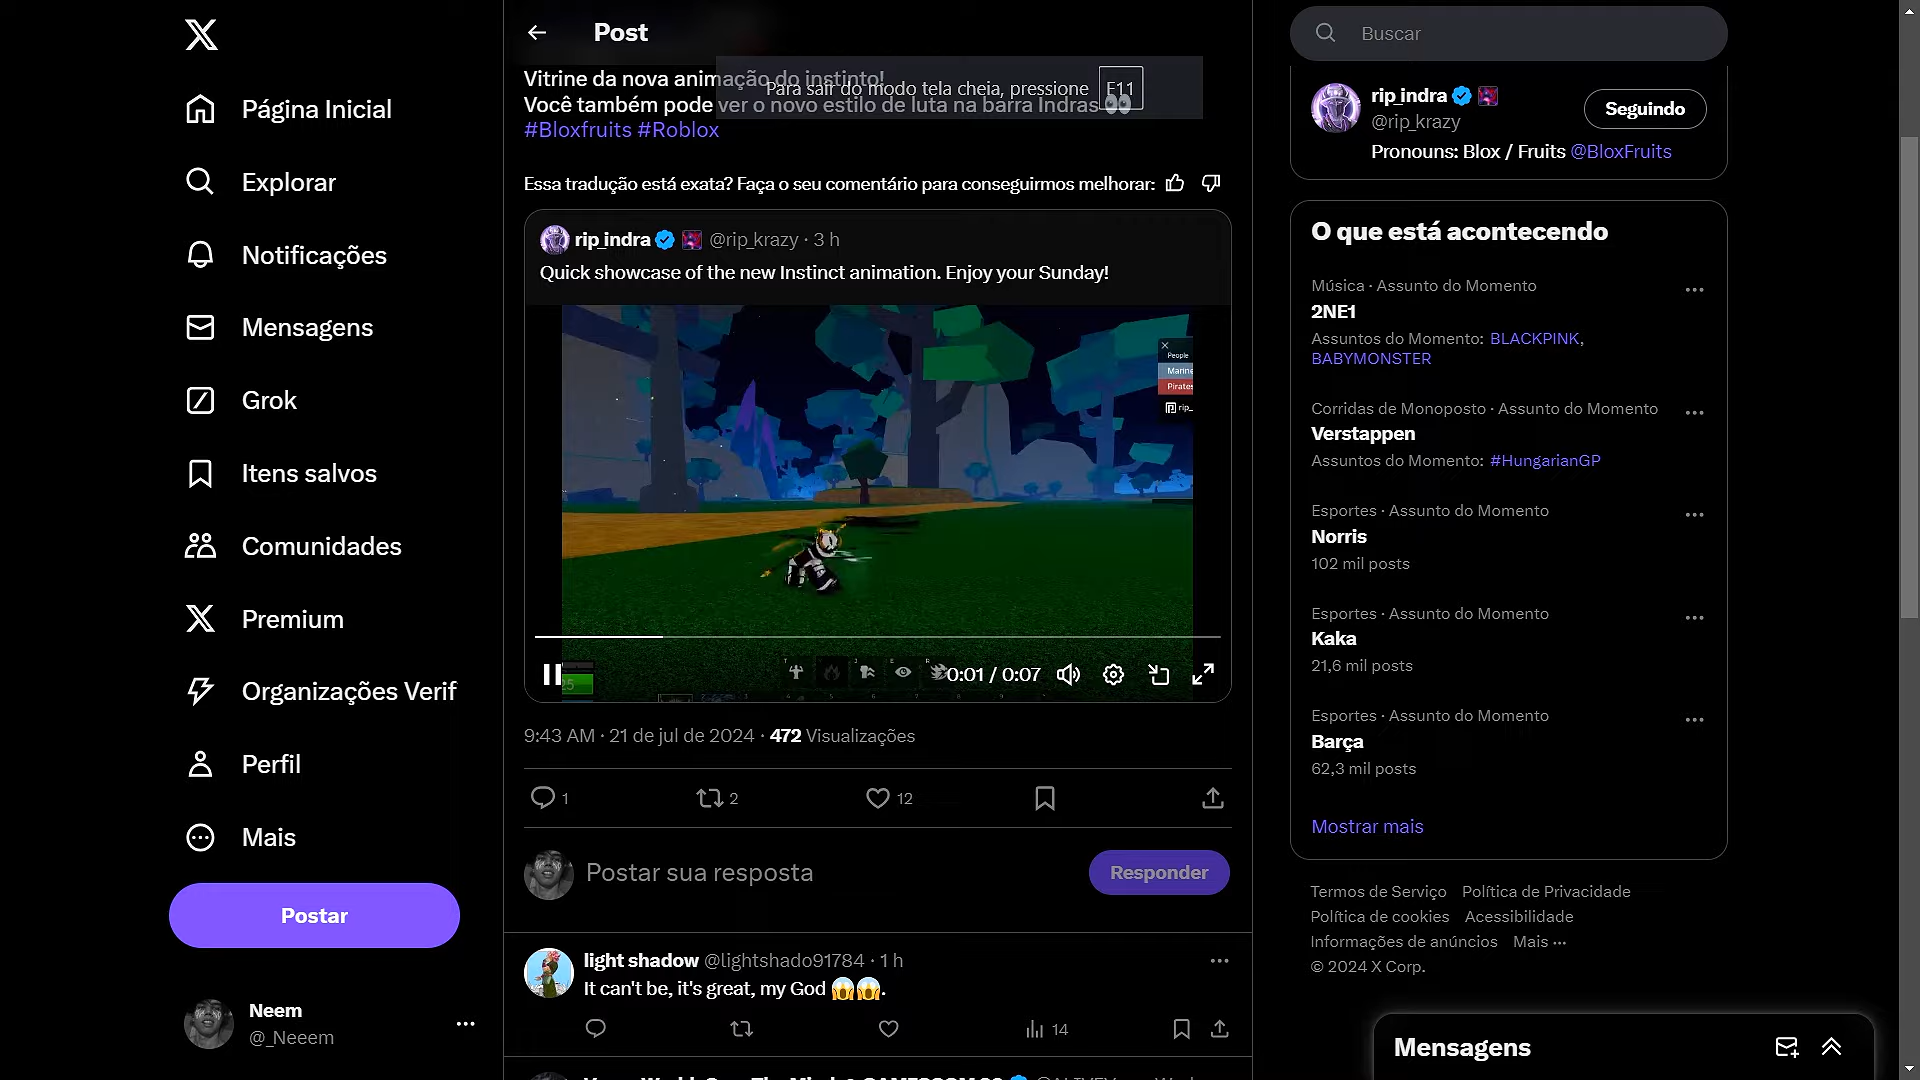 Página Inicial
Explorar
Notificações
Mensagens
Grok
Itens salvos
Comunidades
Premium
Organizações Verif
Perfil
Mais
Postar
Neem
@_Neeem
Post
Vitrine da nova animação do instinto!
Você também pode ver o novo estilo de luta na barra Indras 👀
#Bloxfruits #Roblox
Para sair do modo tela cheia, pressione F11
Essa tradução está exata? Faça o seu comentário para conseguirmos melhorar:
rip_indra @rip_krazy · 3 h
Quick showcase of the new Instinct animation. Enjoy your Sunday!
People
Marine
Pirates
rip_
0:01 / 0:07
9:43 AM · 21 de jul de 2024 · 472 Visualizações
1 2 12
Postar sua resposta
Responder
light shadow @lightshado91784 · 1 h
It can't be, it's great, my God 😱😱.
14
Buscar
rip_indra
@rip_krazy
Seguindo
Pronouns: Blox / Fruits @BloxFruits
O que está acontecendo
Música · Assunto do Momento
2NE1
Assuntos do Momento: BLACKPINK,
BABYMONSTER
Corridas de Monoposto · Assunto do Momento
Verstappen
Assuntos do Momento: #HungarianGP
Esportes · Assunto do Momento
Norris
102 mil posts
Esportes · Assunto do Momento
Kaka
21,6 mil posts
Esportes · Assunto do Momento
Barça
62,3 mil posts
Mostrar mais
Termos de Serviço Política de Privacidade
Política de cookies Acessibilidade
Informações de anúncios Mais ···
© 2024 X Corp.
Mensagens